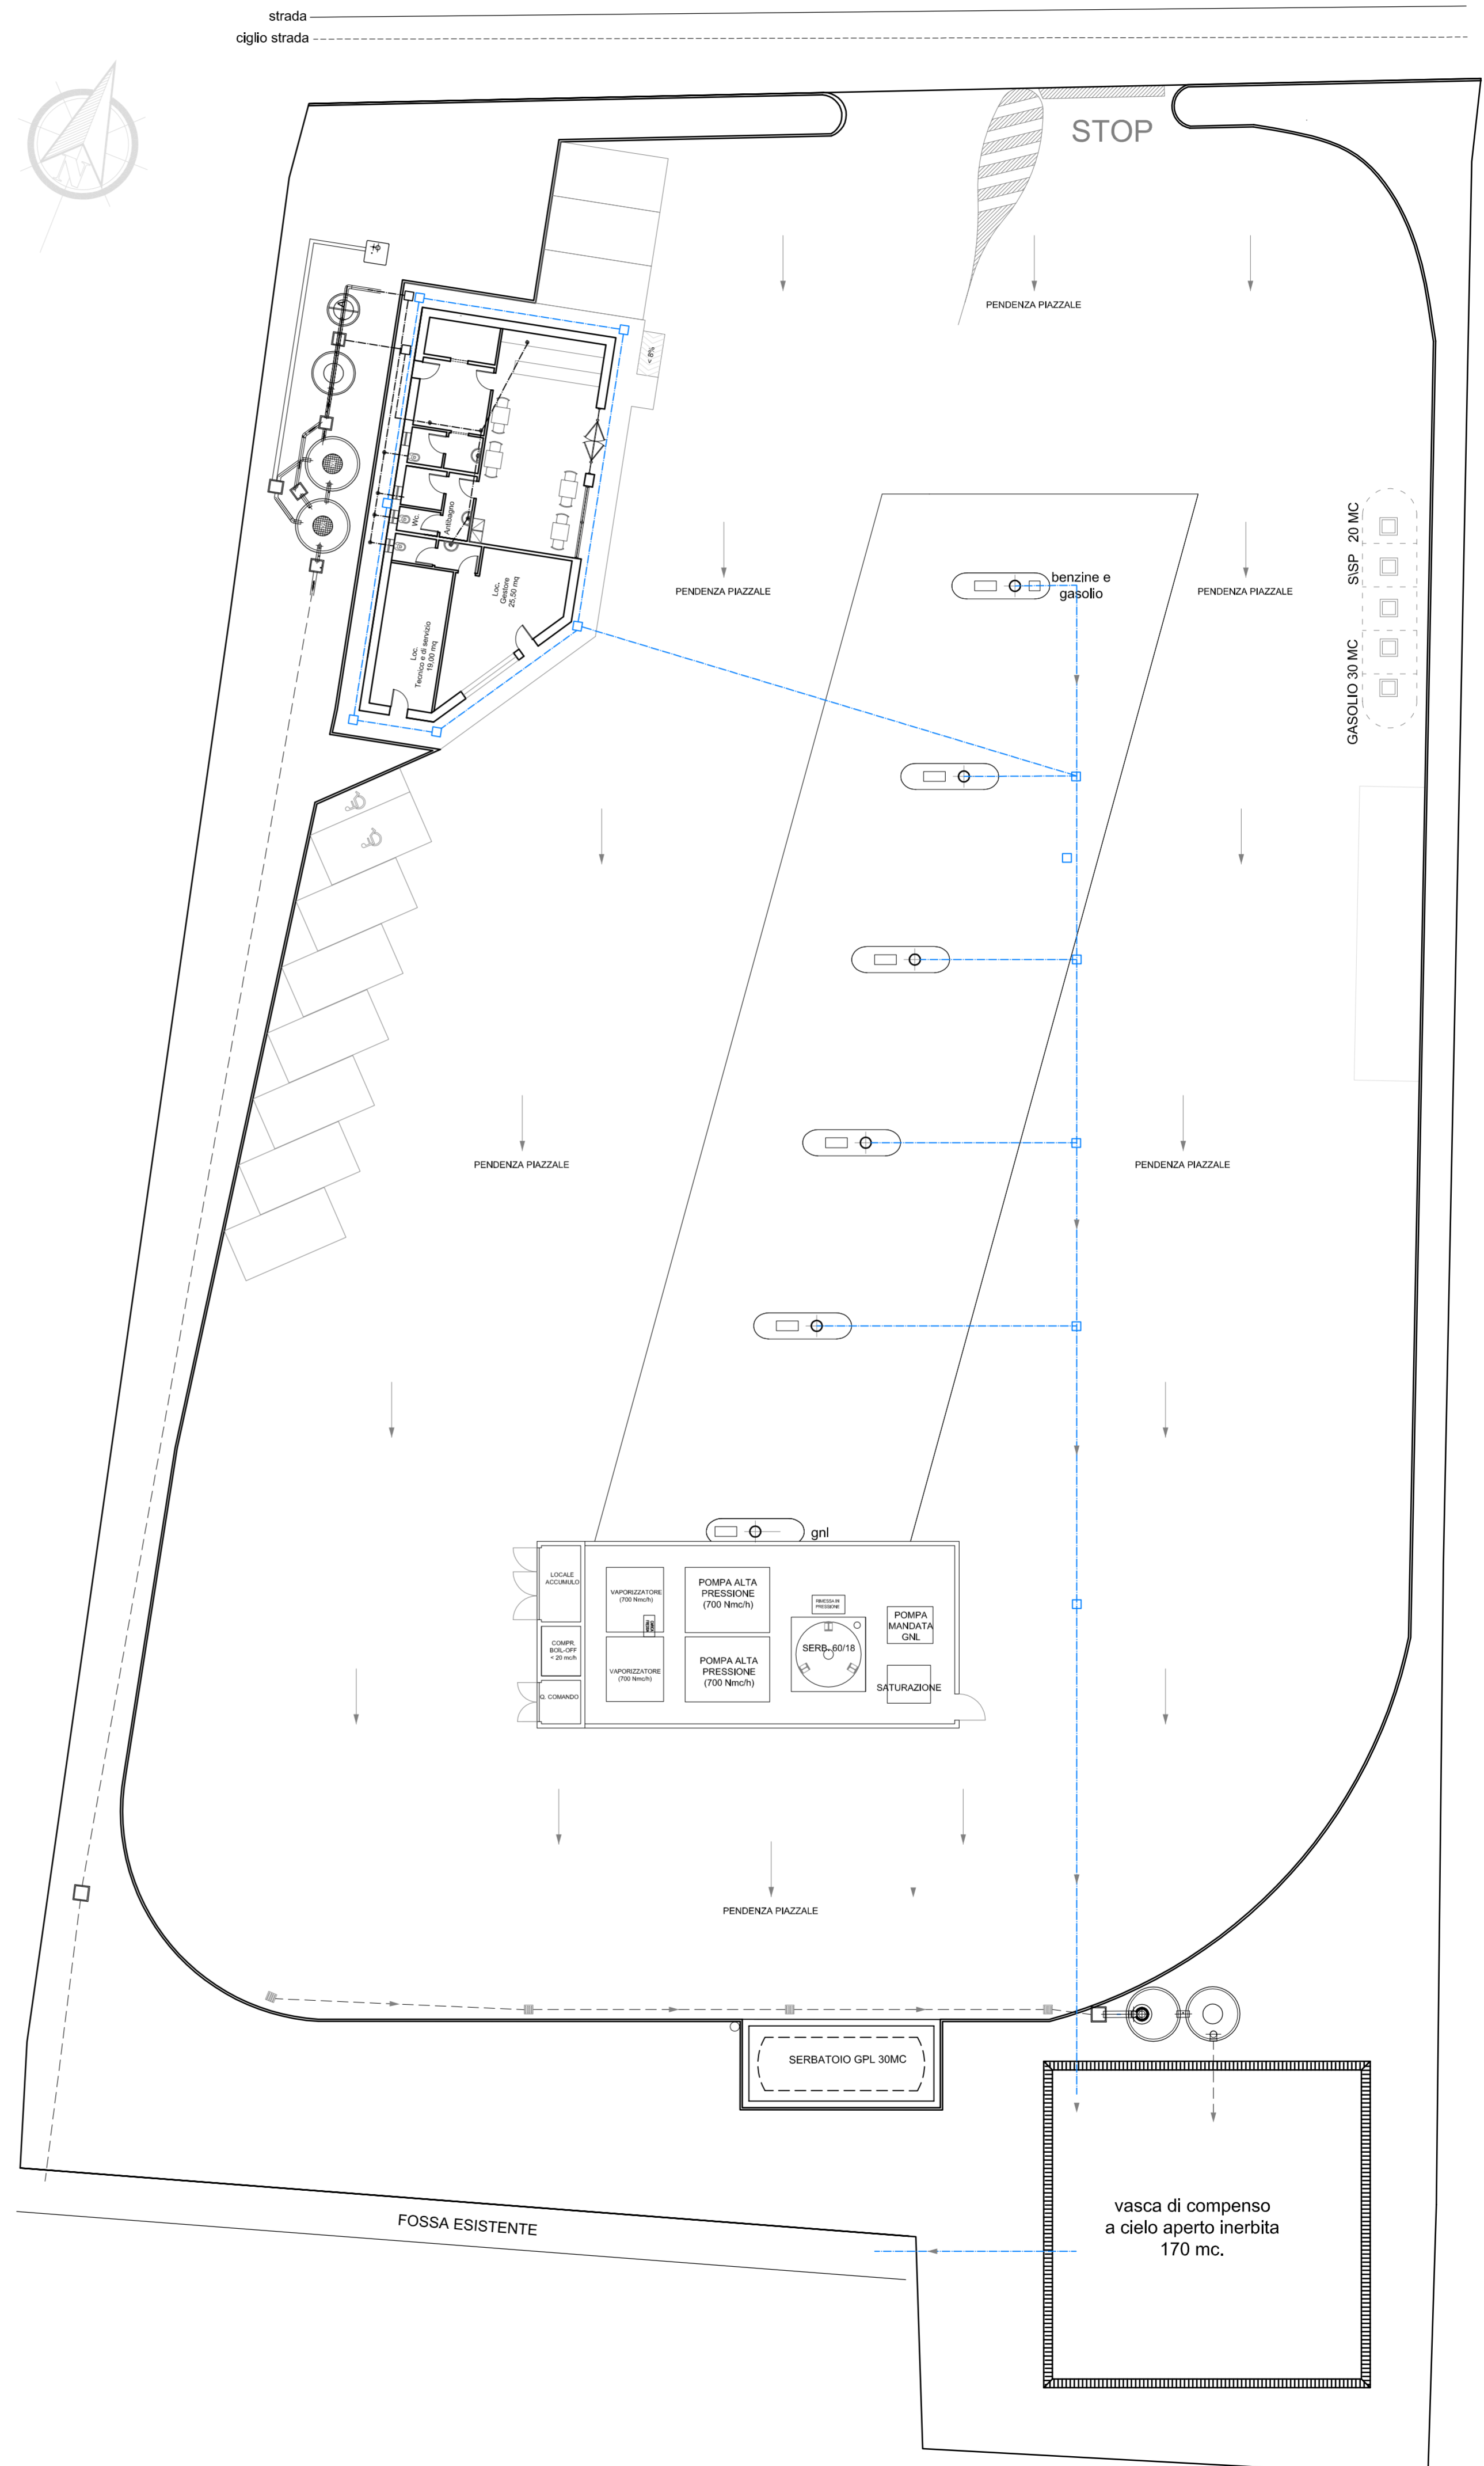 strada
ciglio strada
STOP
PENDENZA PIAZZALE
< 8%
Wc.
Antibagno
Loc.
Gestore
25,50 mq
Loc.
Tecnico e di servizio
19,00 mq
PENDENZA PIAZZALE
benzine e
gasolio
PENDENZA PIAZZALE
S\SP 20 MC
GASOLIO 30 MC
PENDENZA PIAZZALE
PENDENZA PIAZZALE
gnl
LOCALE
ACCUMULO
COMPR.
BOIL-OFF
< 20 mc/h
Q. COMANDO
VAPORIZZATORE
(700 Nmc/h)
VAPORIZZATORE
(700 Nmc/h)
POMPA ALTA
PRESSIONE
(700 Nmc/h)
POMPA ALTA
PRESSIONE
(700 Nmc/h)
RIMESSA IN
PRESSIONE
SERB. 60/18
POMPA
MANDATA
GNL
SATURAZIONE
PENDENZA PIAZZALE
SERBATOIO GPL 30MC
FOSSA ESISTENTE
vasca di compenso
a cielo aperto inerbita
170 mc.